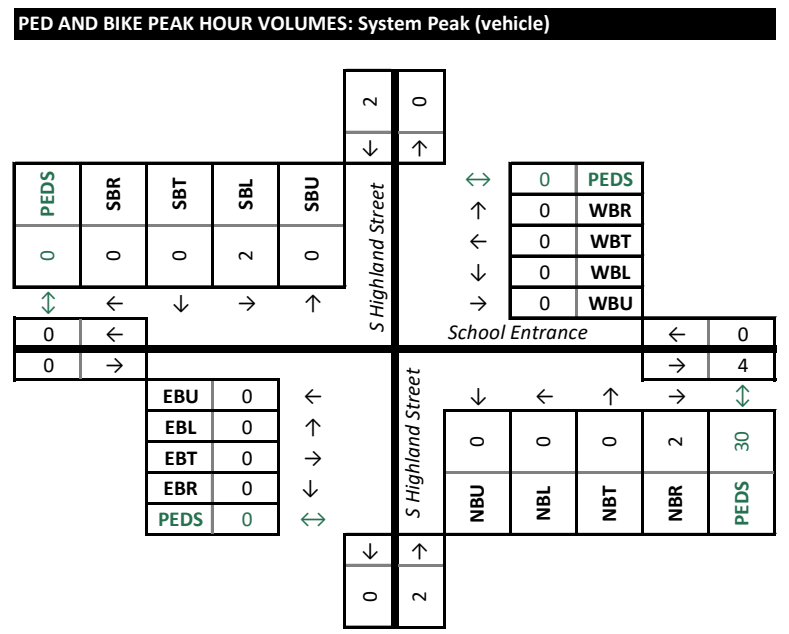 PED AND BIKE PEAK HOUR VOLUMES: System Peak (vehicle)
2 0
↓ ↑
PEDS SBR SBT SBL SBU
0 0 0 2 0
↕ ← ↓ → ↑
S Highland Street
↔ 0 PEDS
↑ 0 WBR
← 0 WBT
↓ 0 WBL
→ 0 WBU
0 ←
School Entrance
← 0
0 →
→ 4
EBU 0 ←
EBL 0 ↑
EBT 0 →
EBR 0 ↓
PEDS 0 ↔
S Highland Street
↓ ← ↑ → ↕
0 0 0 2 30
NBU NBL NBT NBR PEDS
↓ ↑
0 2